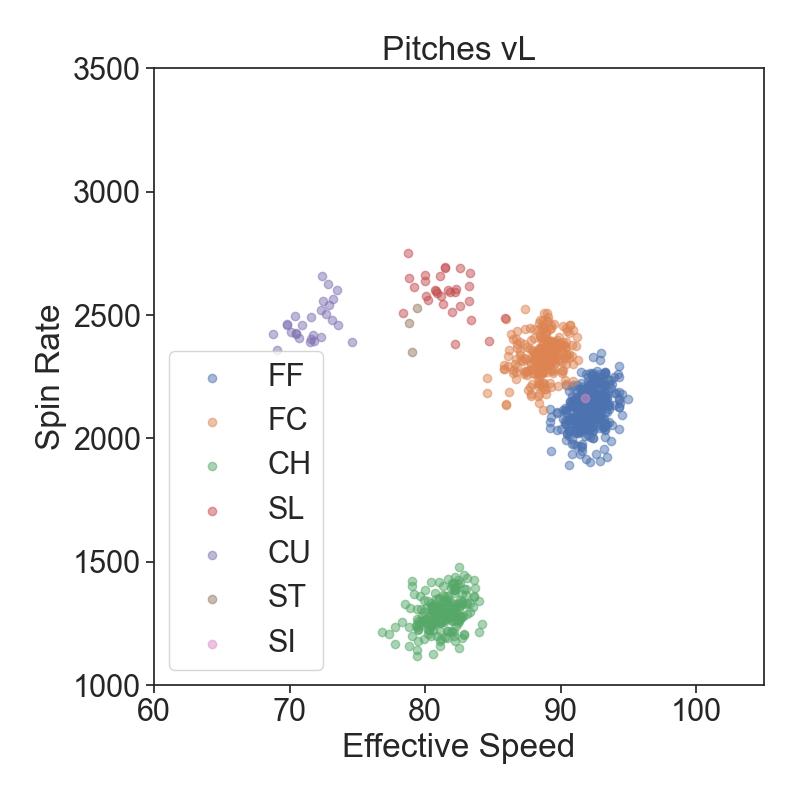 Pitches vL
3500
3000
2500
2000
1500
1000
Spin Rate
FF
FC
CH
SL
CU
ST
SI
60 70 80 90 100
Effective Speed